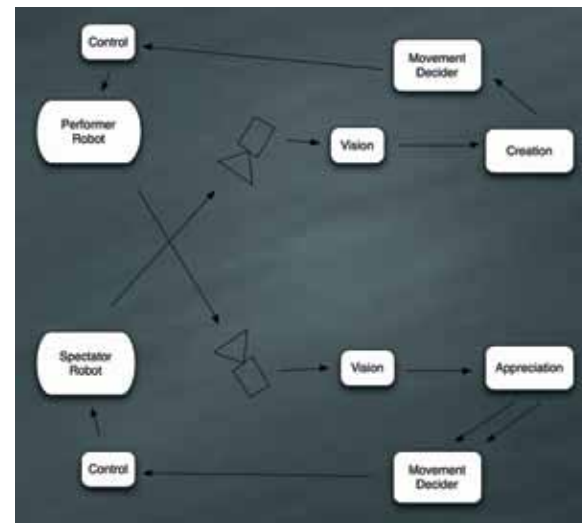 Control
Movement
Decider
Performer
Robot
Vision
Creation
Spectator
Robot
Vision
Appreciation
Control
Movement
Decider